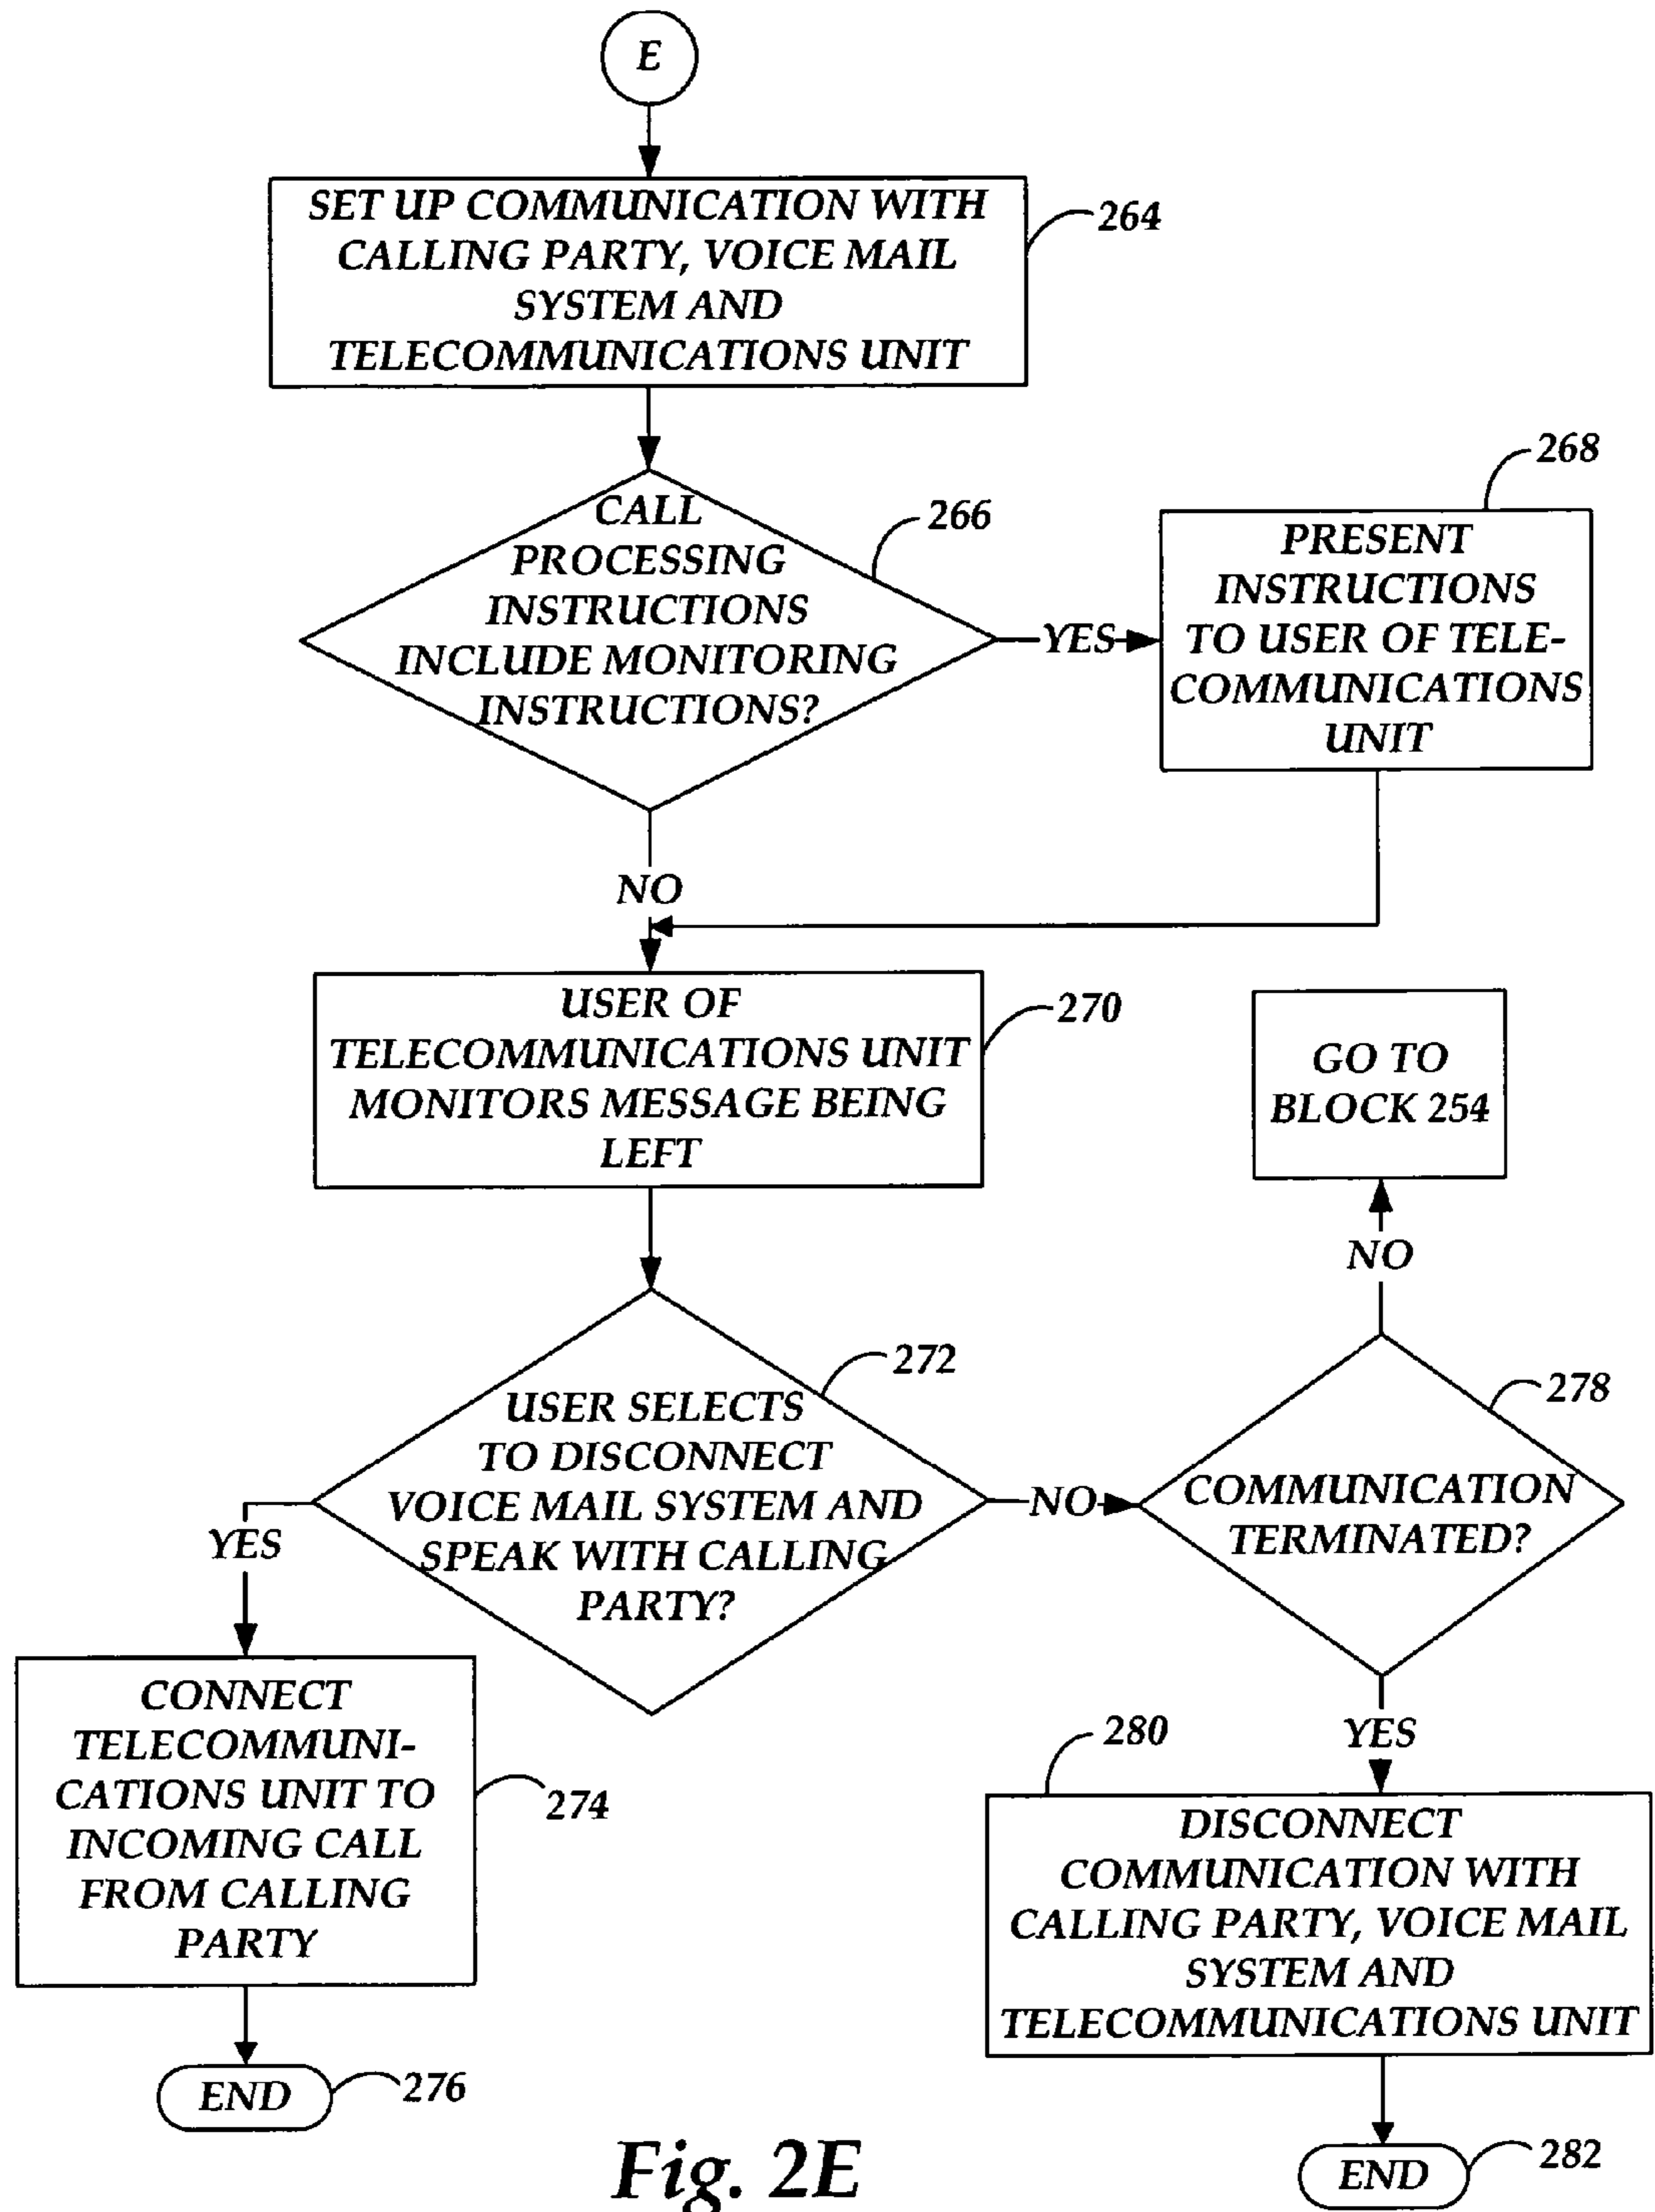 E
SET UP COMMUNICATION WITH
CALLING PARTY, VOICE MAIL
SYSTEM AND
TELECOMMUNICATIONS UNIT
264
CALL
PROCESSING
INSTRUCTIONS
INCLUDE MONITORING
INSTRUCTIONS?
266
YES
268
PRESENT
INSTRUCTIONS
TO USER OF TELE-
COMMUNICATIONS
UNIT
NO
USER OF
TELECOMMUNICATIONS UNIT
MONITORS MESSAGE BEING
LEFT
270
GO TO
BLOCK 254
NO
272
USER SELECTS
TO DISCONNECT
VOICE MAIL SYSTEM AND
SPEAK WITH CALLING
PARTY?
NO
278
COMMUNICATION
TERMINATED?
YES
CONNECT
TELECOMMUNI-
CATIONS UNIT TO
INCOMING CALL
FROM CALLING
PARTY
274
YES
280
DISCONNECT
COMMUNICATION WITH
CALLING PARTY, VOICE MAIL
SYSTEM AND
TELECOMMUNICATIONS UNIT
END
276
END
282
Fig. 2E